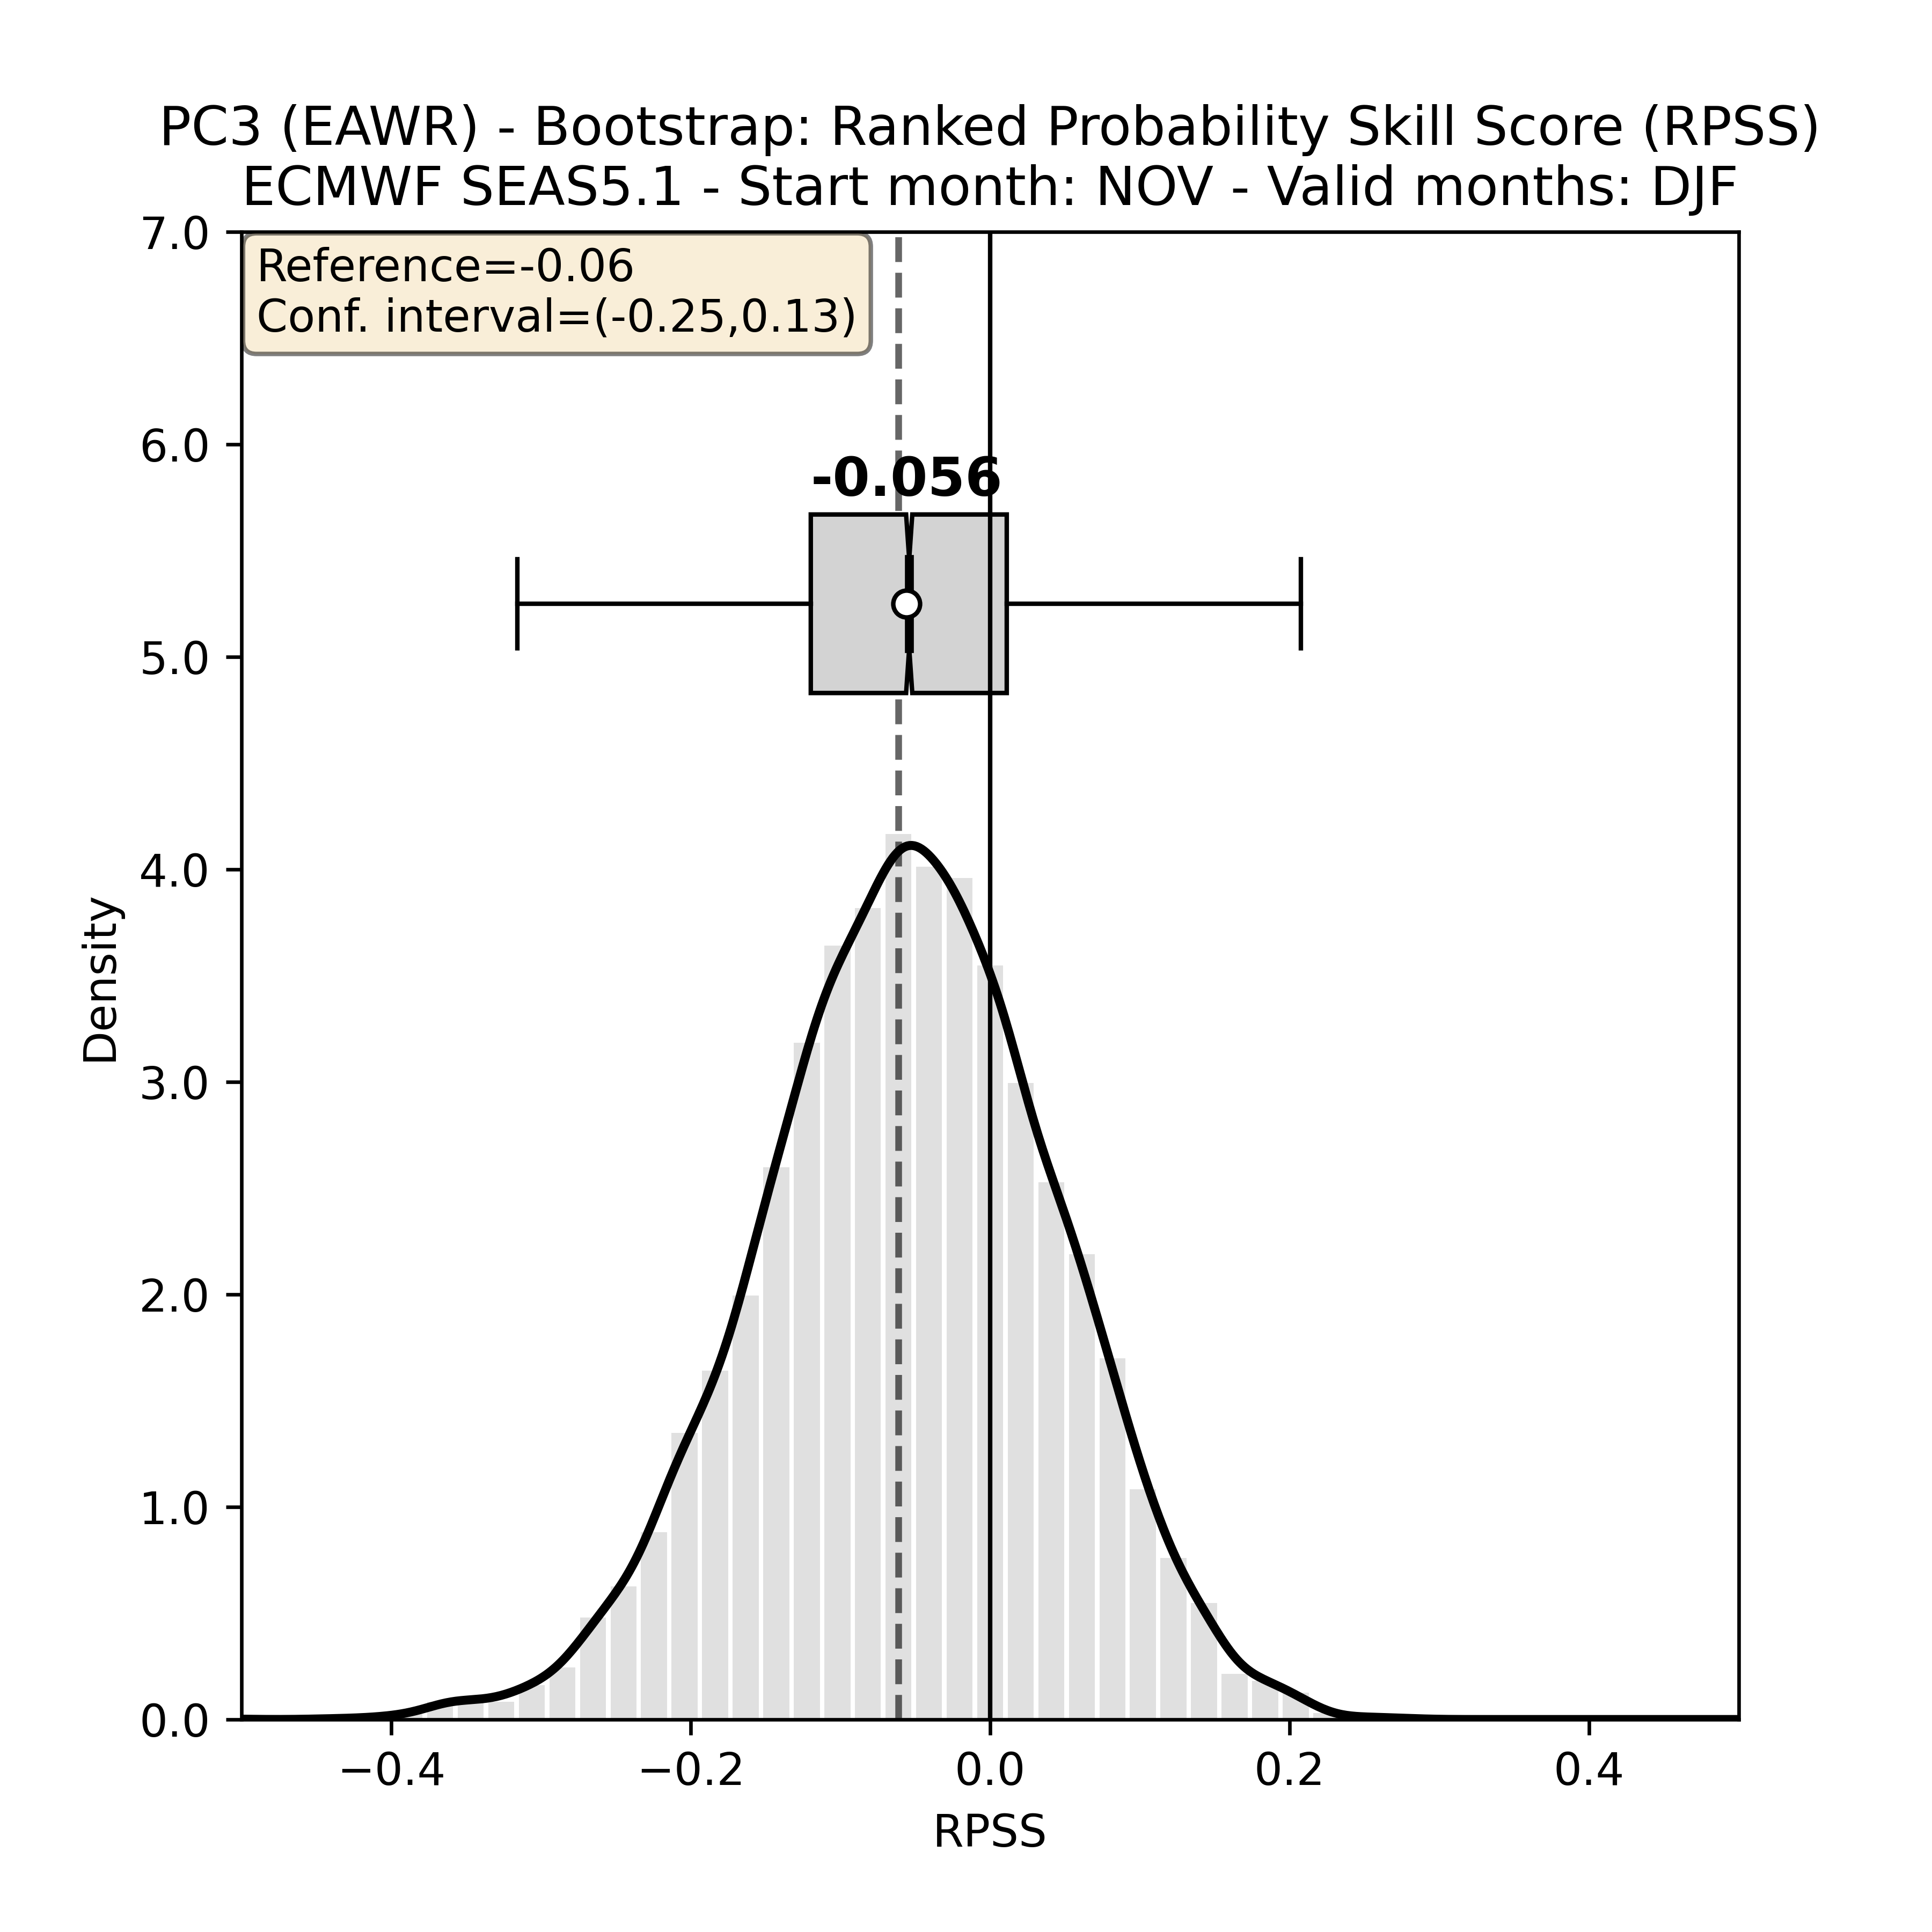 PC3 (EAWR) - Bootstrap: Ranked Probability Skill Score (RPSS)
ECMWF SEAS5.1 - Start month: NOV - Valid months: DJF
Reference=-0.06
Conf. interval=(-0.25,0.13)
-0.056
7.0
6.0
5.0
4.0
3.0
2.0
1.0
0.0
Density
−0.4 −0.2 0.0 0.2 0.4
RPSS